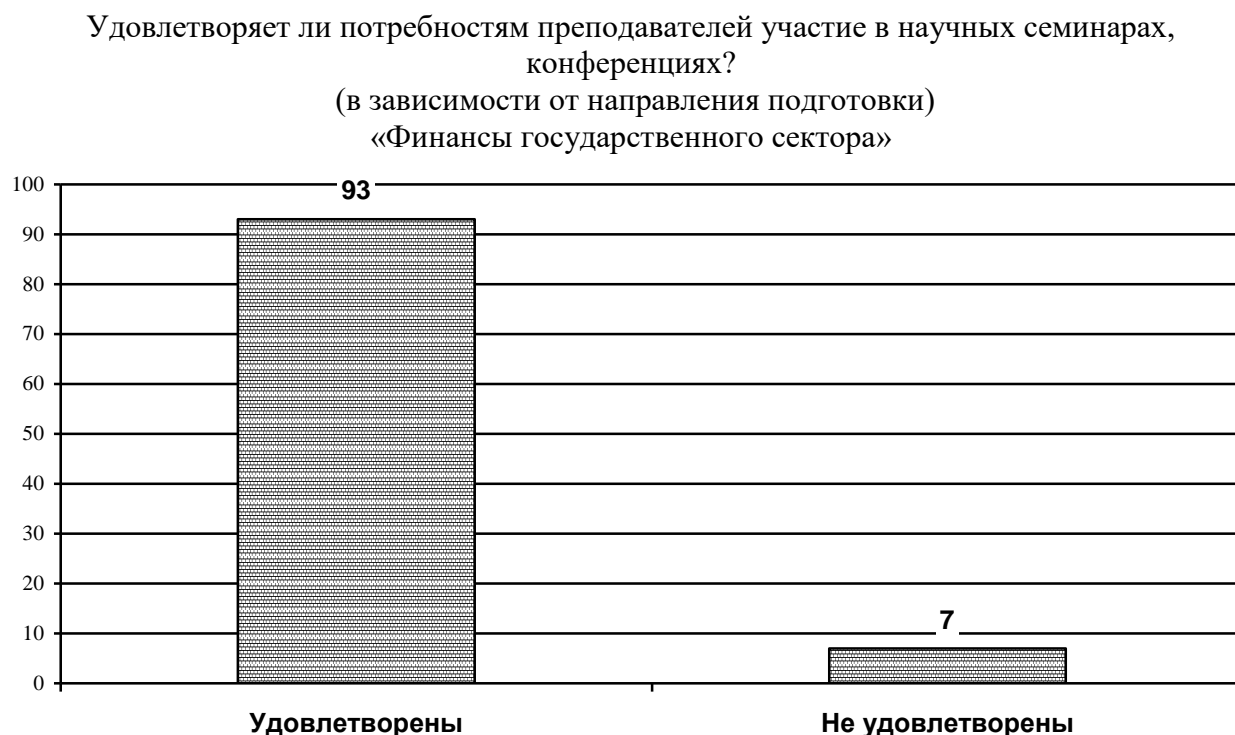 Удовлетворяет ли потребностям преподавателей участие в научных семинарах,
конференциях?
(в зависимости от направления подготовки)
«Финансы государственного сектора»
100
93
90
80
70
60
50
40
30
20
10
7
0
Удовлетворены
Не удовлетворены